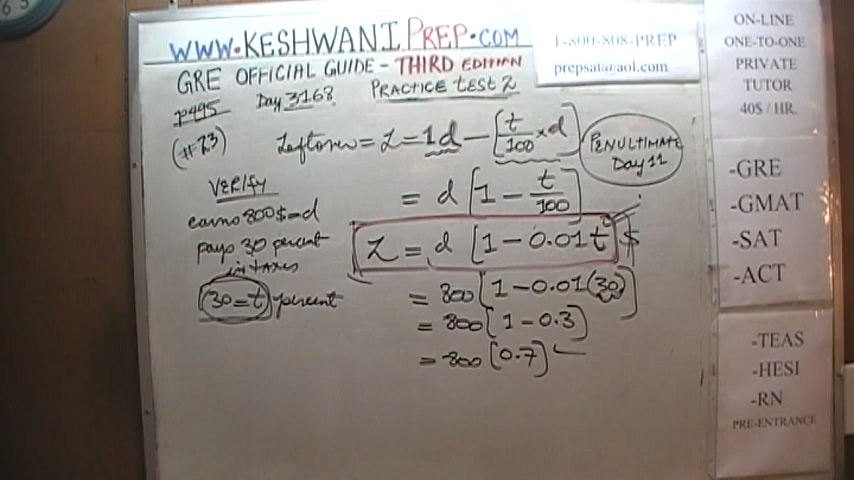 WWW.KESHWANIPREP.COM
1-800-808-PREP
prepsat@aol.com
GRE OFFICIAL GUIDE - THIRD EDITION
p495 Day 3168 PRACTICE TEST 2
(#23)
Leftover = L = 1d - [t/100 × d]
PENULTIMATE
Day 11
= d [1 - t/100]
L = d [1 - 0.01t] $
= 800 [1 - 0.01(30)]
= 800 [1 - 0.3]
= 800 [0.7]
VERIFY
earns 800$ = d
pays 30 percent
in taxes
(30 = t) percent
ON-LINE
ONE-TO-ONE
PRIVATE
TUTOR
40$ / HR.
-GRE
-GMAT
-SAT
-ACT
-TEAS
-HESI
-RN
PRE-ENTRANCE